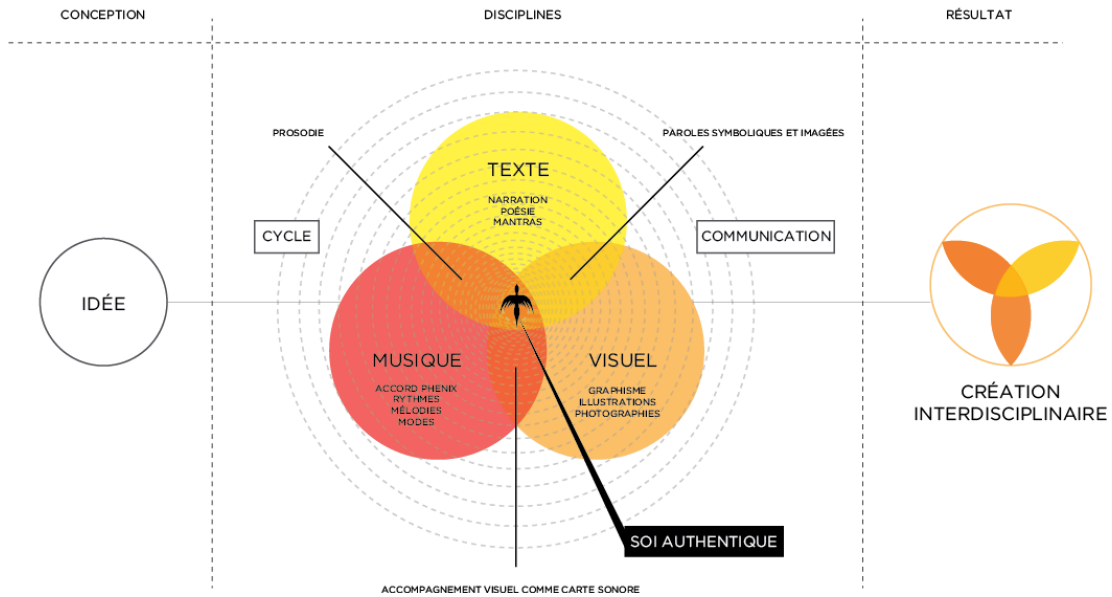 CONCEPTION
DISCIPLINES
RÉSULTAT
PROSODIE
PAROLES SYMBOLIQUES ET IMAGÉES
TEXTE
NARRATION
POÉSIE
MANTRAS
CYCLE
COMMUNICATION
IDÉE
MUSIQUE
ACCORD PHENIX
RYTHMES
MÉLODIES
MODES
VISUEL
GRAPHISME
ILLUSTRATIONS
PHOTOGRAPHIES
CRÉATION
INTERDISCIPLINAIRE
SOI AUTHENTIQUE
ACCOMPAGNEMENT VISUEL COMME CARTE SONORE